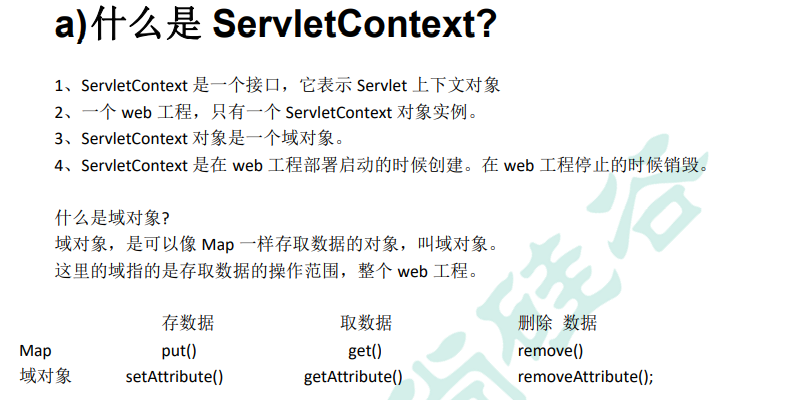 a)什么是 ServletContext?
1、ServletContext 是一个接口，它表示 Servlet 上下文对象
2、一个 web 工程，只有一个 ServletContext 对象实例。
3、ServletContext 对象是一个域对象。
4、ServletContext 是在 web 工程部署启动的时候创建。在 web 工程停止的时候销毁。
什么是域对象?
域对象，是可以像 Map 一样存取数据的对象，叫域对象。
这里的域指的是存取数据的操作范围，整个 web 工程。
存数据 取数据 删除 数据
Map put() get() remove()
域对象 setAttribute() getAttribute() removeAttribute();
尚硅谷